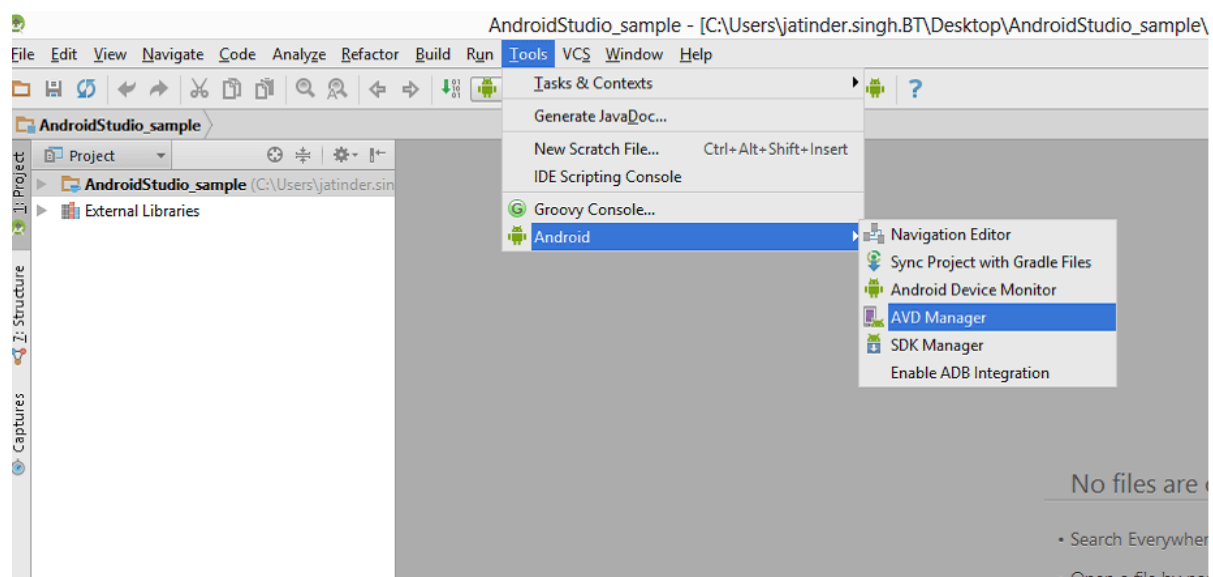 AndroidStudio_sample - [C:\Users\jatinder.singh.BT\Desktop\AndroidStudio_sample\
File Edit View Navigate Code Analyze Refactor Build Run Tools VCS Window Help
AndroidStudio_sample
Project
AndroidStudio_sample (C:\Users\jatinder.sin
External Libraries
1: Project
7: Structure
Captures
Tasks & Contexts
Generate JavaDoc...
New Scratch File... Ctrl+Alt+Shift+Insert
IDE Scripting Console
Groovy Console...
Android
Navigation Editor
Sync Project with Gradle Files
Android Device Monitor
AVD Manager
SDK Manager
Enable ADB Integration
No files are
• Search Everywher